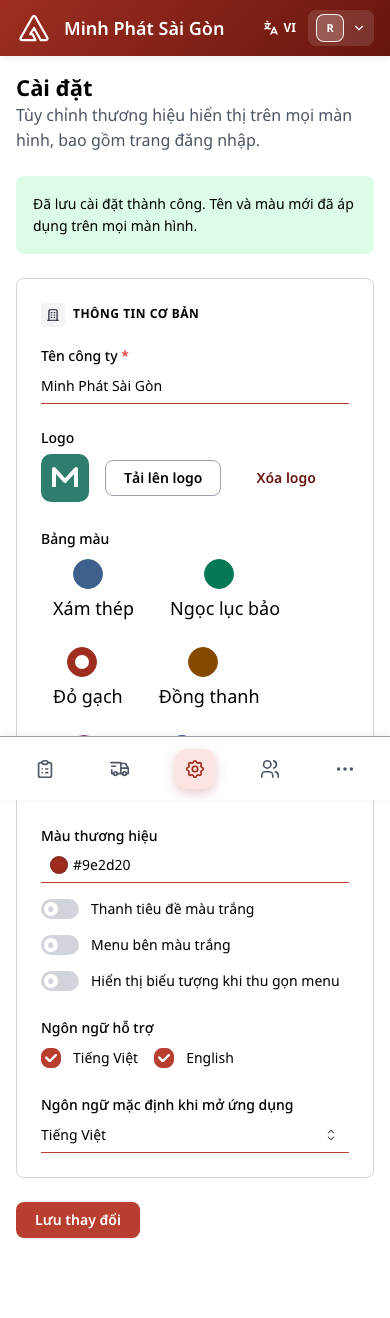 Minh Phát Sài Gòn
VI
R
Cài đặt
Tùy chỉnh thương hiệu hiển thị trên mọi màn
hình, bao gồm trang đăng nhập.
Đã lưu cài đặt thành công. Tên và màu mới đã áp
dụng trên mọi màn hình.
THÔNG TIN CƠ BẢN
Tên công ty *
Minh Phát Sài Gòn
Logo
M
Tải lên logo
Xóa logo
Bảng màu
Xám thép
Ngọc lục bảo
Đỏ gạch
Đồng thanh
Màu thương hiệu
#9e2d20
Thanh tiêu đề màu trắng
Menu bên màu trắng
Hiển thị biểu tượng khi thu gọn menu
Ngôn ngữ hỗ trợ
Tiếng Việt
English
Ngôn ngữ mặc định khi mở ứng dụng
Tiếng Việt
Lưu thay đổi